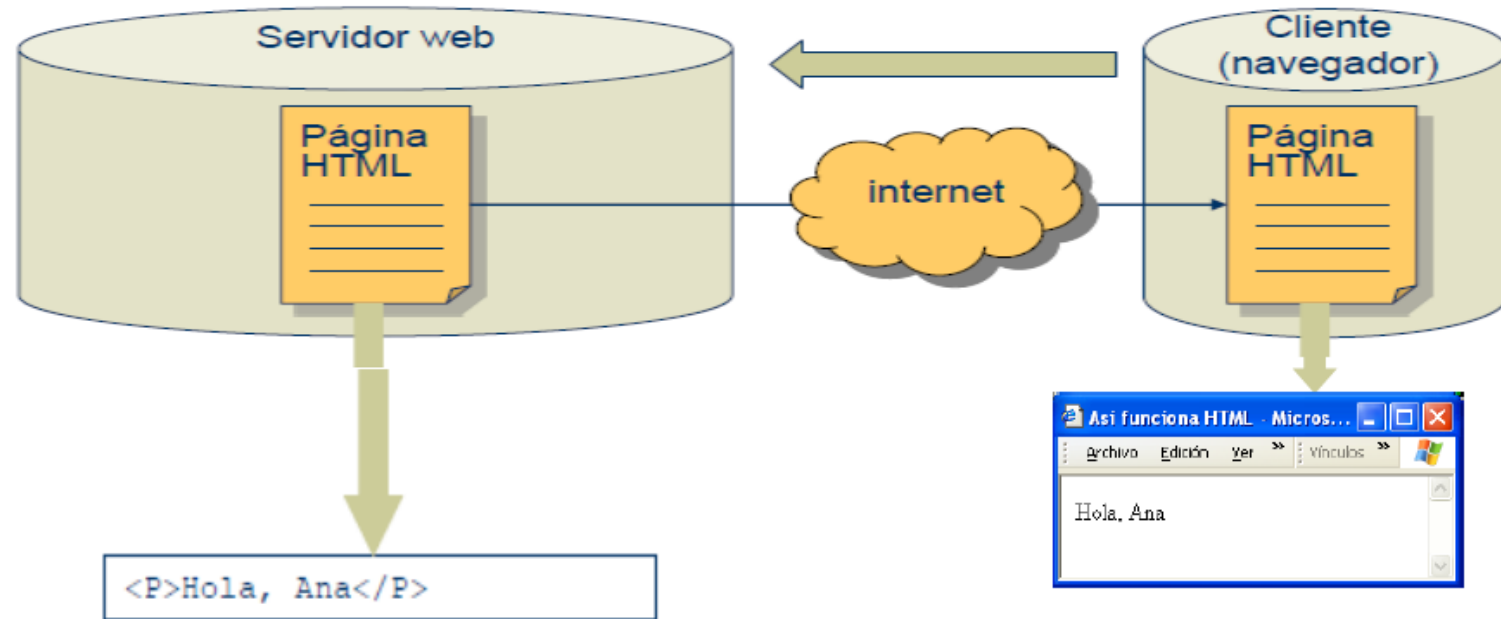 Servidor web
Cliente
(navegador)
Página
HTML
internet
Página
HTML
Asi funciona HTML - Micros...
Archivo Edición Ver » Vínculos »
Hola, Ana
<P>Hola, Ana</P>